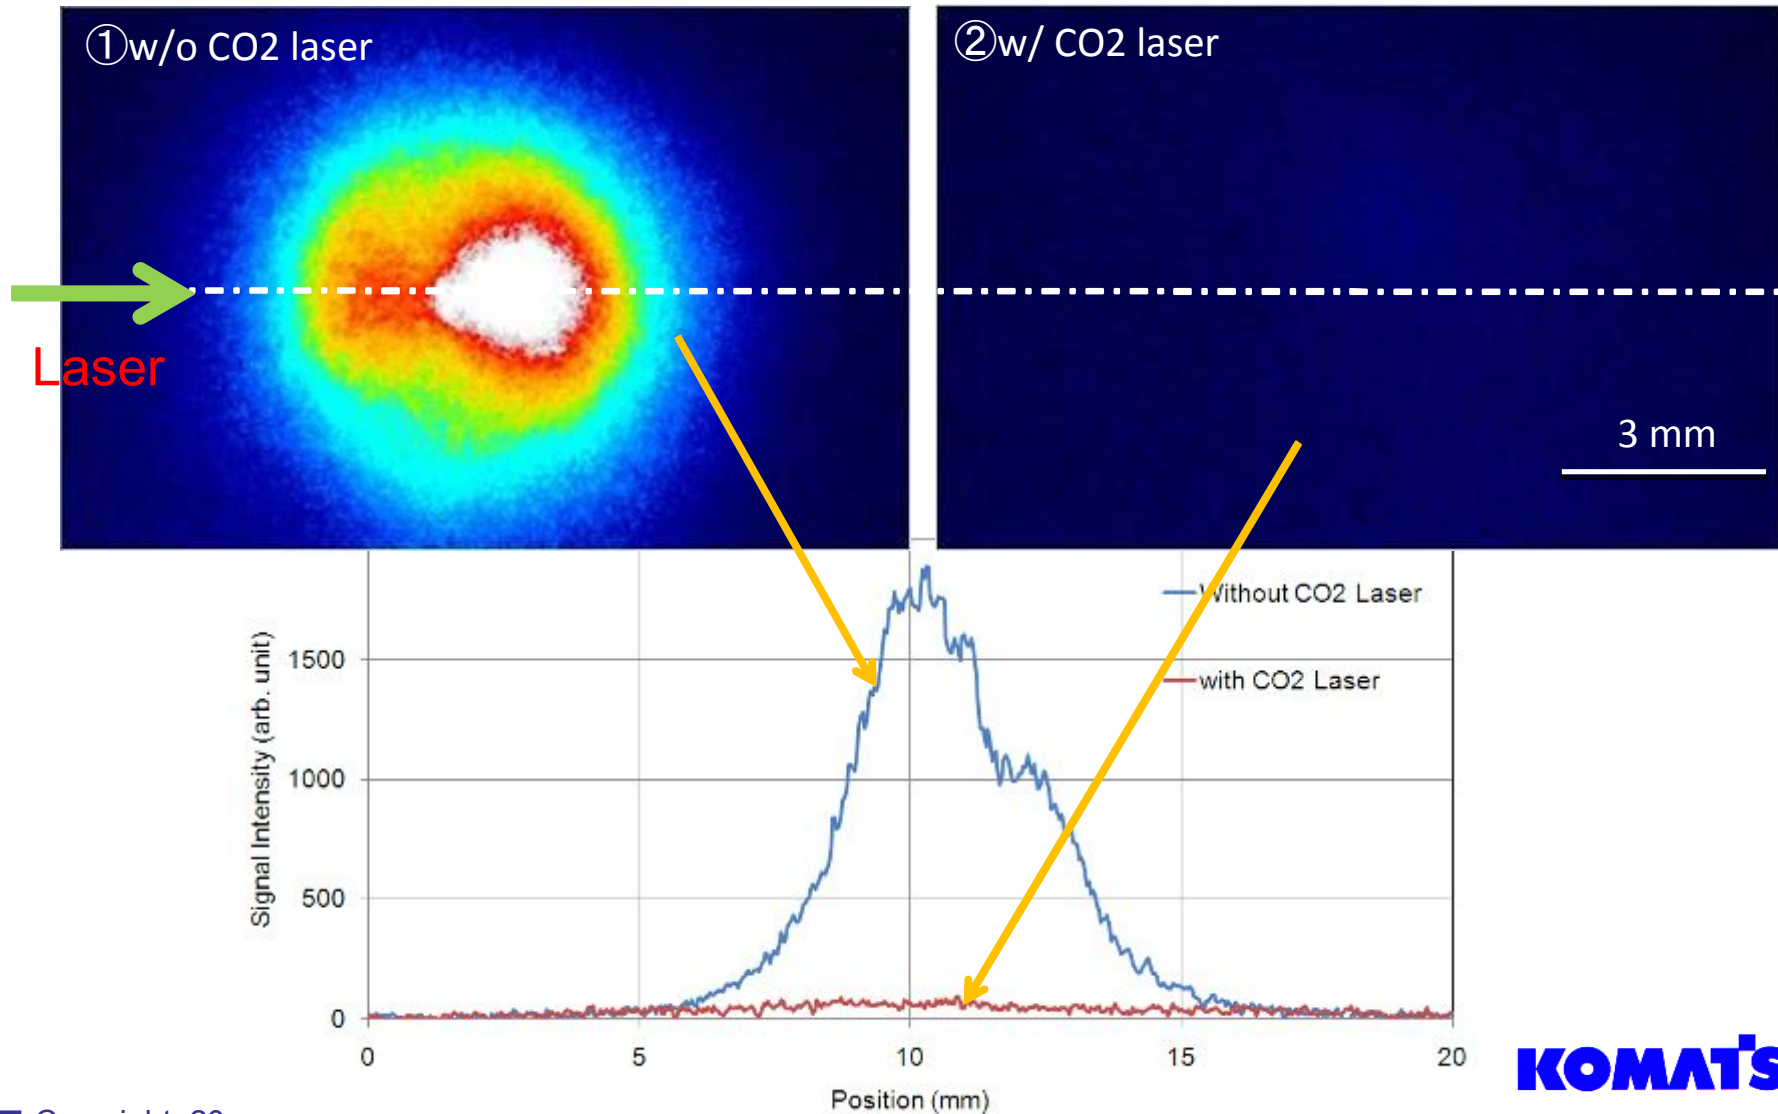 ①w/o CO2 laser
②w/ CO2 laser
Laser
3 mm
Without CO2 Laser
with CO2 Laser
Signal Intensity (arb. unit)
1500
1000
500
0
0 5 10 15 20
Position (mm)
KOMATS